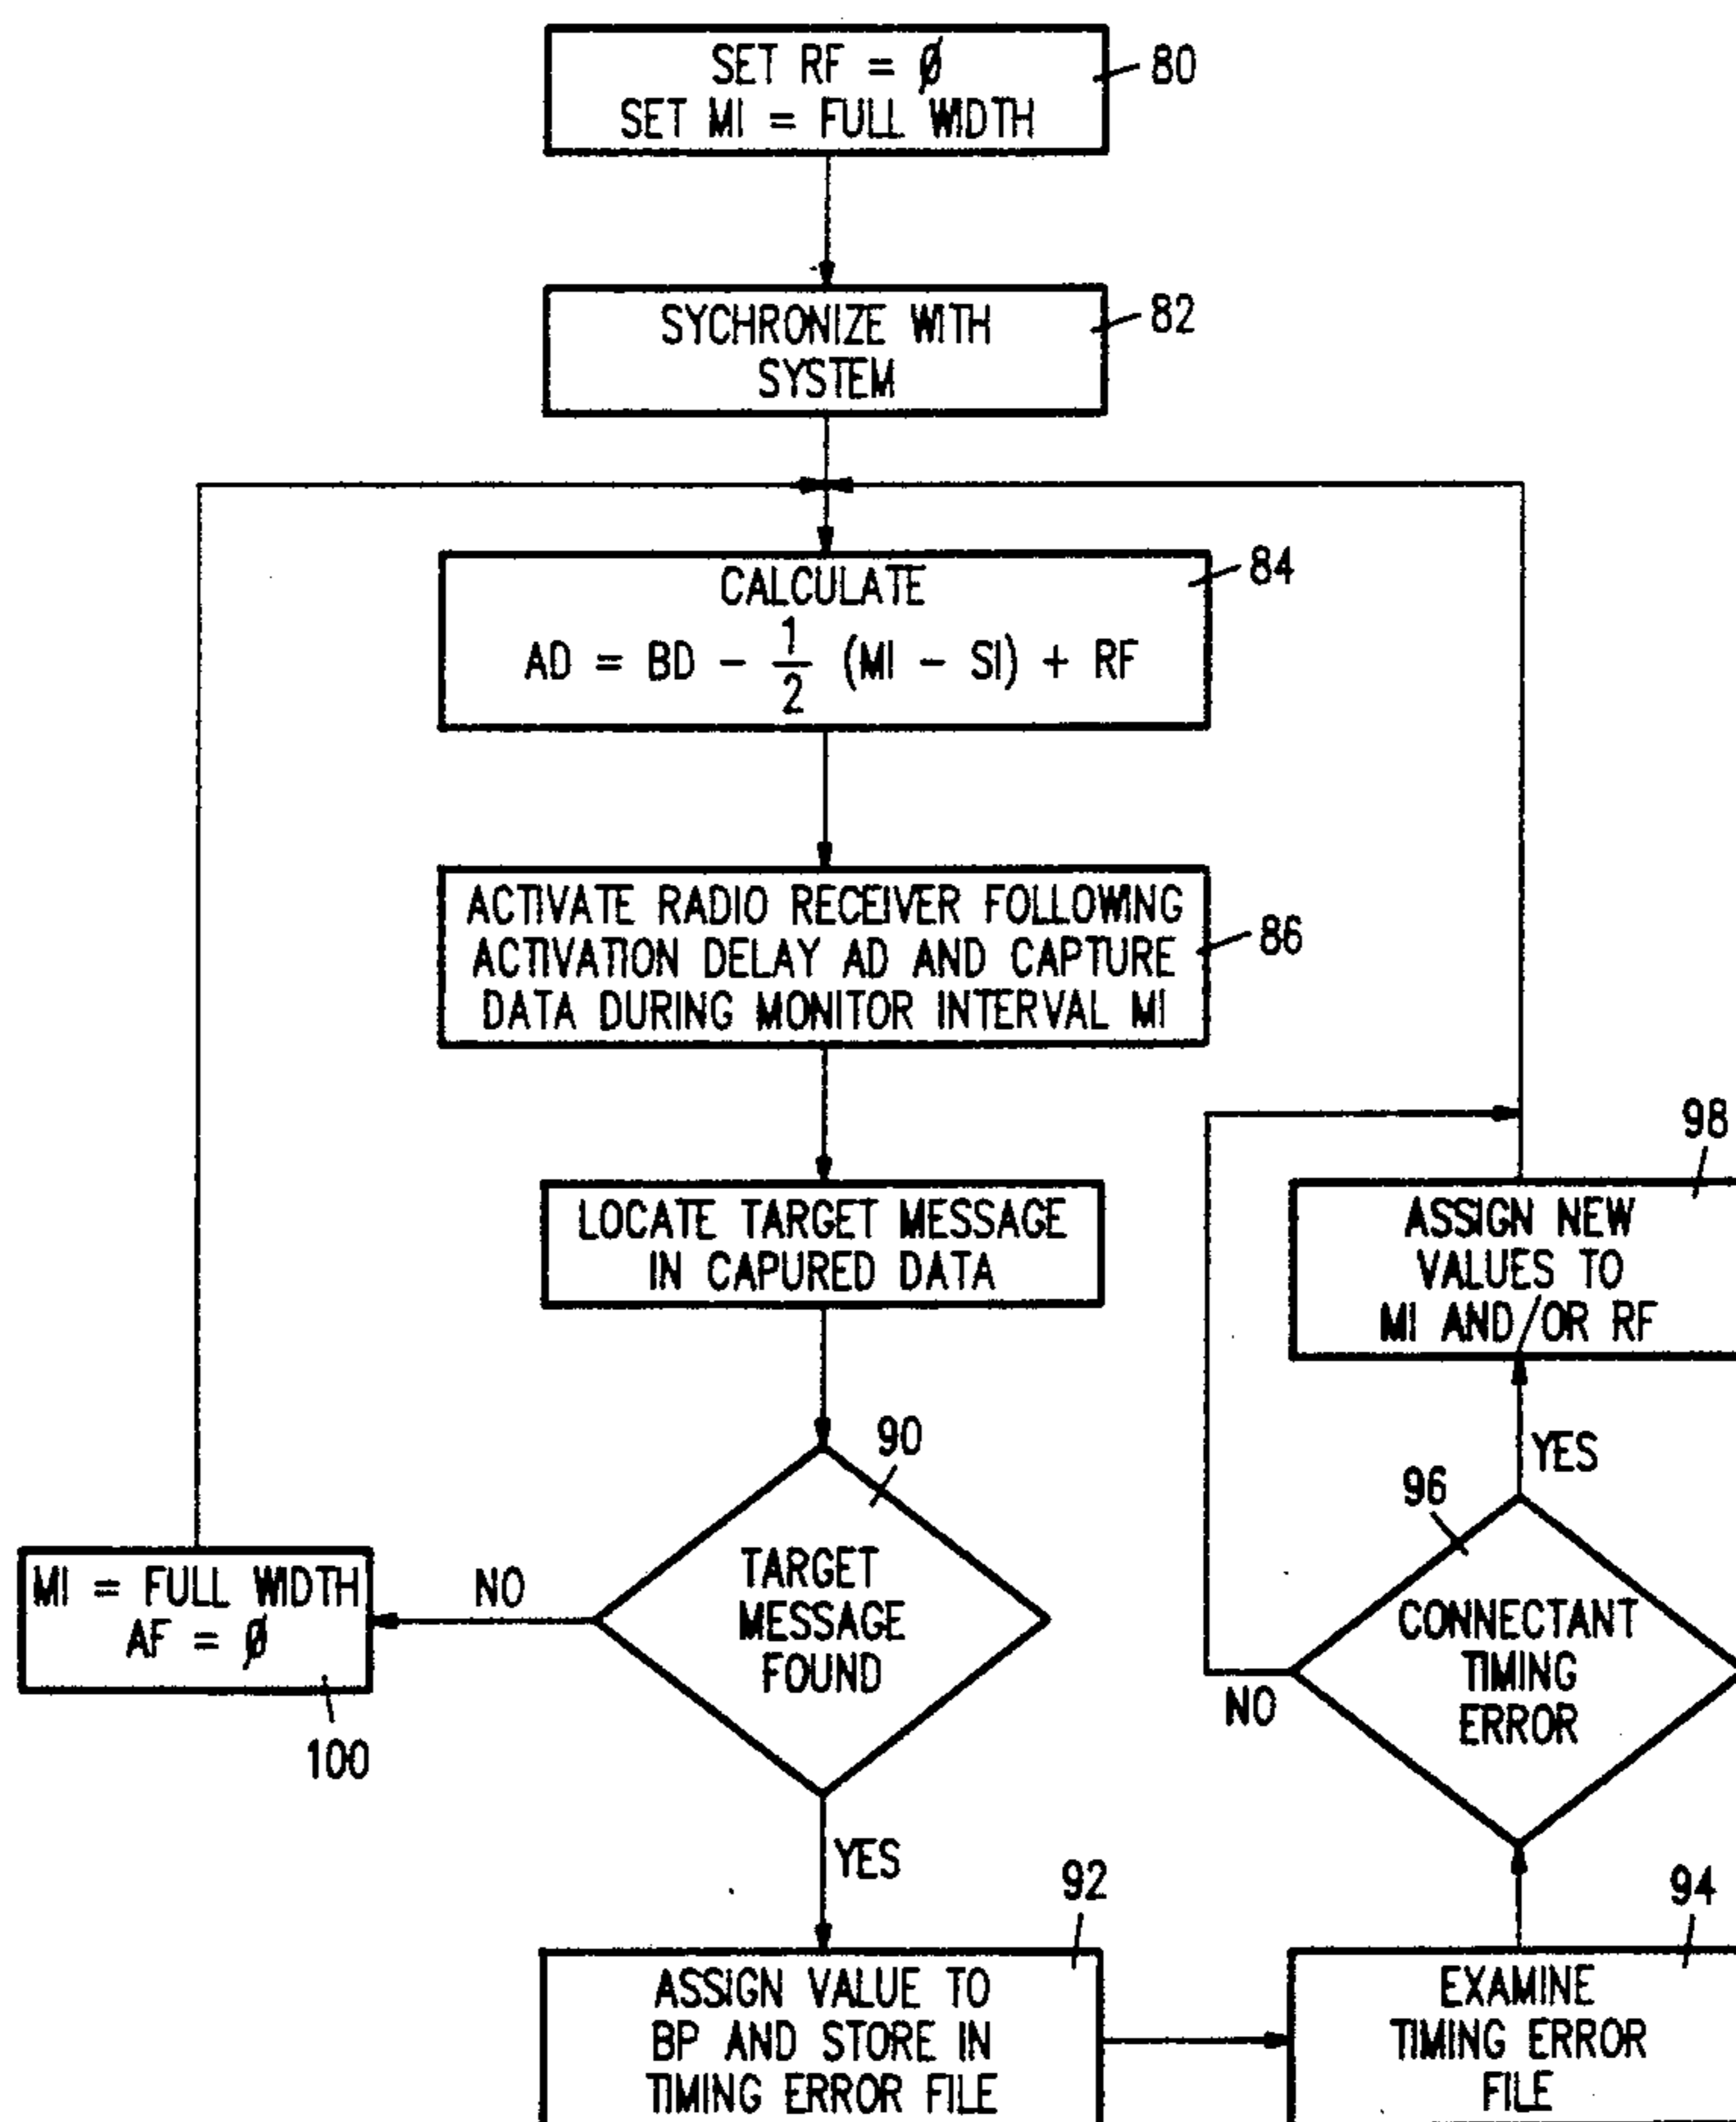 SET RF = Ø
SET MI = FULL WIDTH
80
SYCHRONIZE WITH
SYSTEM
82
CALCULATE
AD = BD - 1/2 (MI - SI) + RF
84
ACTIVATE RADIO RECEIVER FOLLOWING
ACTIVATION DELAY AD AND CAPTURE
DATA DURING MONITOR INTERVAL MI
86
LOCATE TARGET MESSAGE
IN CAPURED DATA
90
TARGET
MESSAGE
FOUND
NO
MI = FULL WIDTH
AF = Ø
100
YES
92
ASSIGN VALUE TO
BP AND STORE IN
TIMING ERROR FILE
94
EXAMINE
TIMING ERROR
FILE
96
CONNECTANT
TIMING
ERROR
NO
YES
98
ASSIGN NEW
VALUES TO
MI AND/OR RF